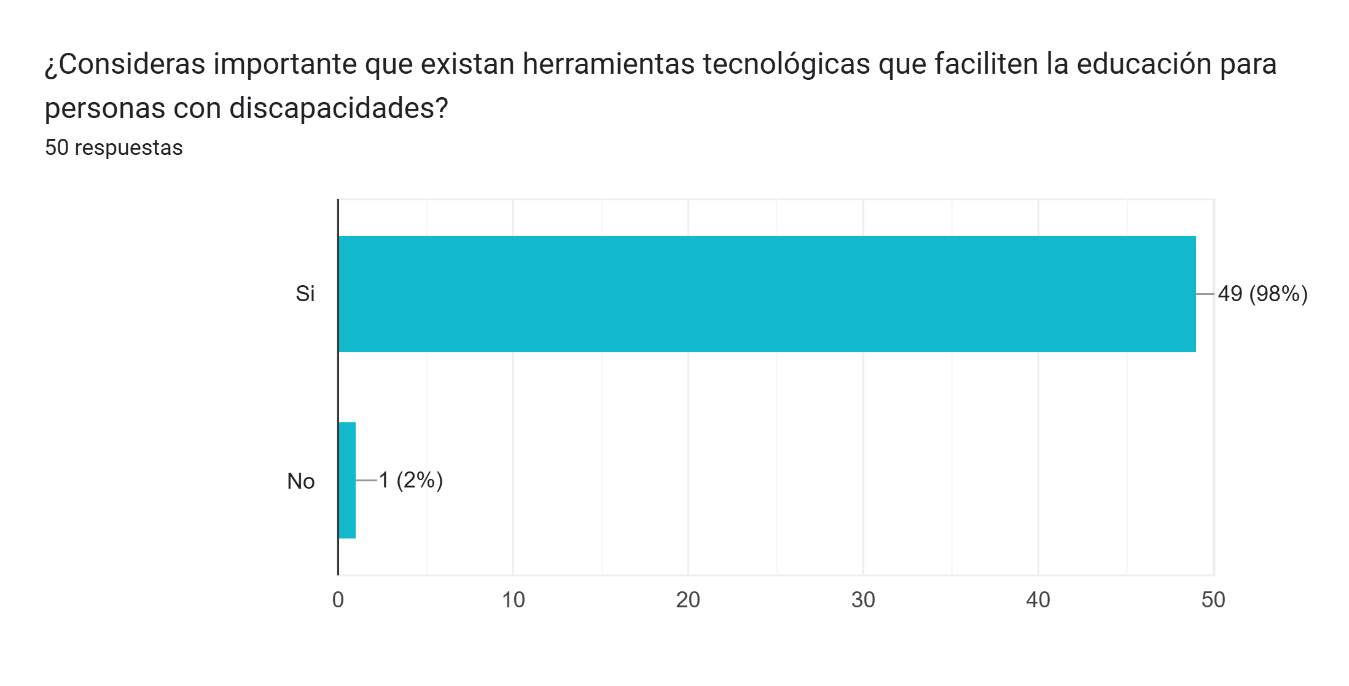 ¿Consideras importante que existan herramientas tecnológicas que faciliten la educación para
personas con discapacidades?
50 respuestas
Si
49 (98%)
No
1 (2%)
0 10 20 30 40 50